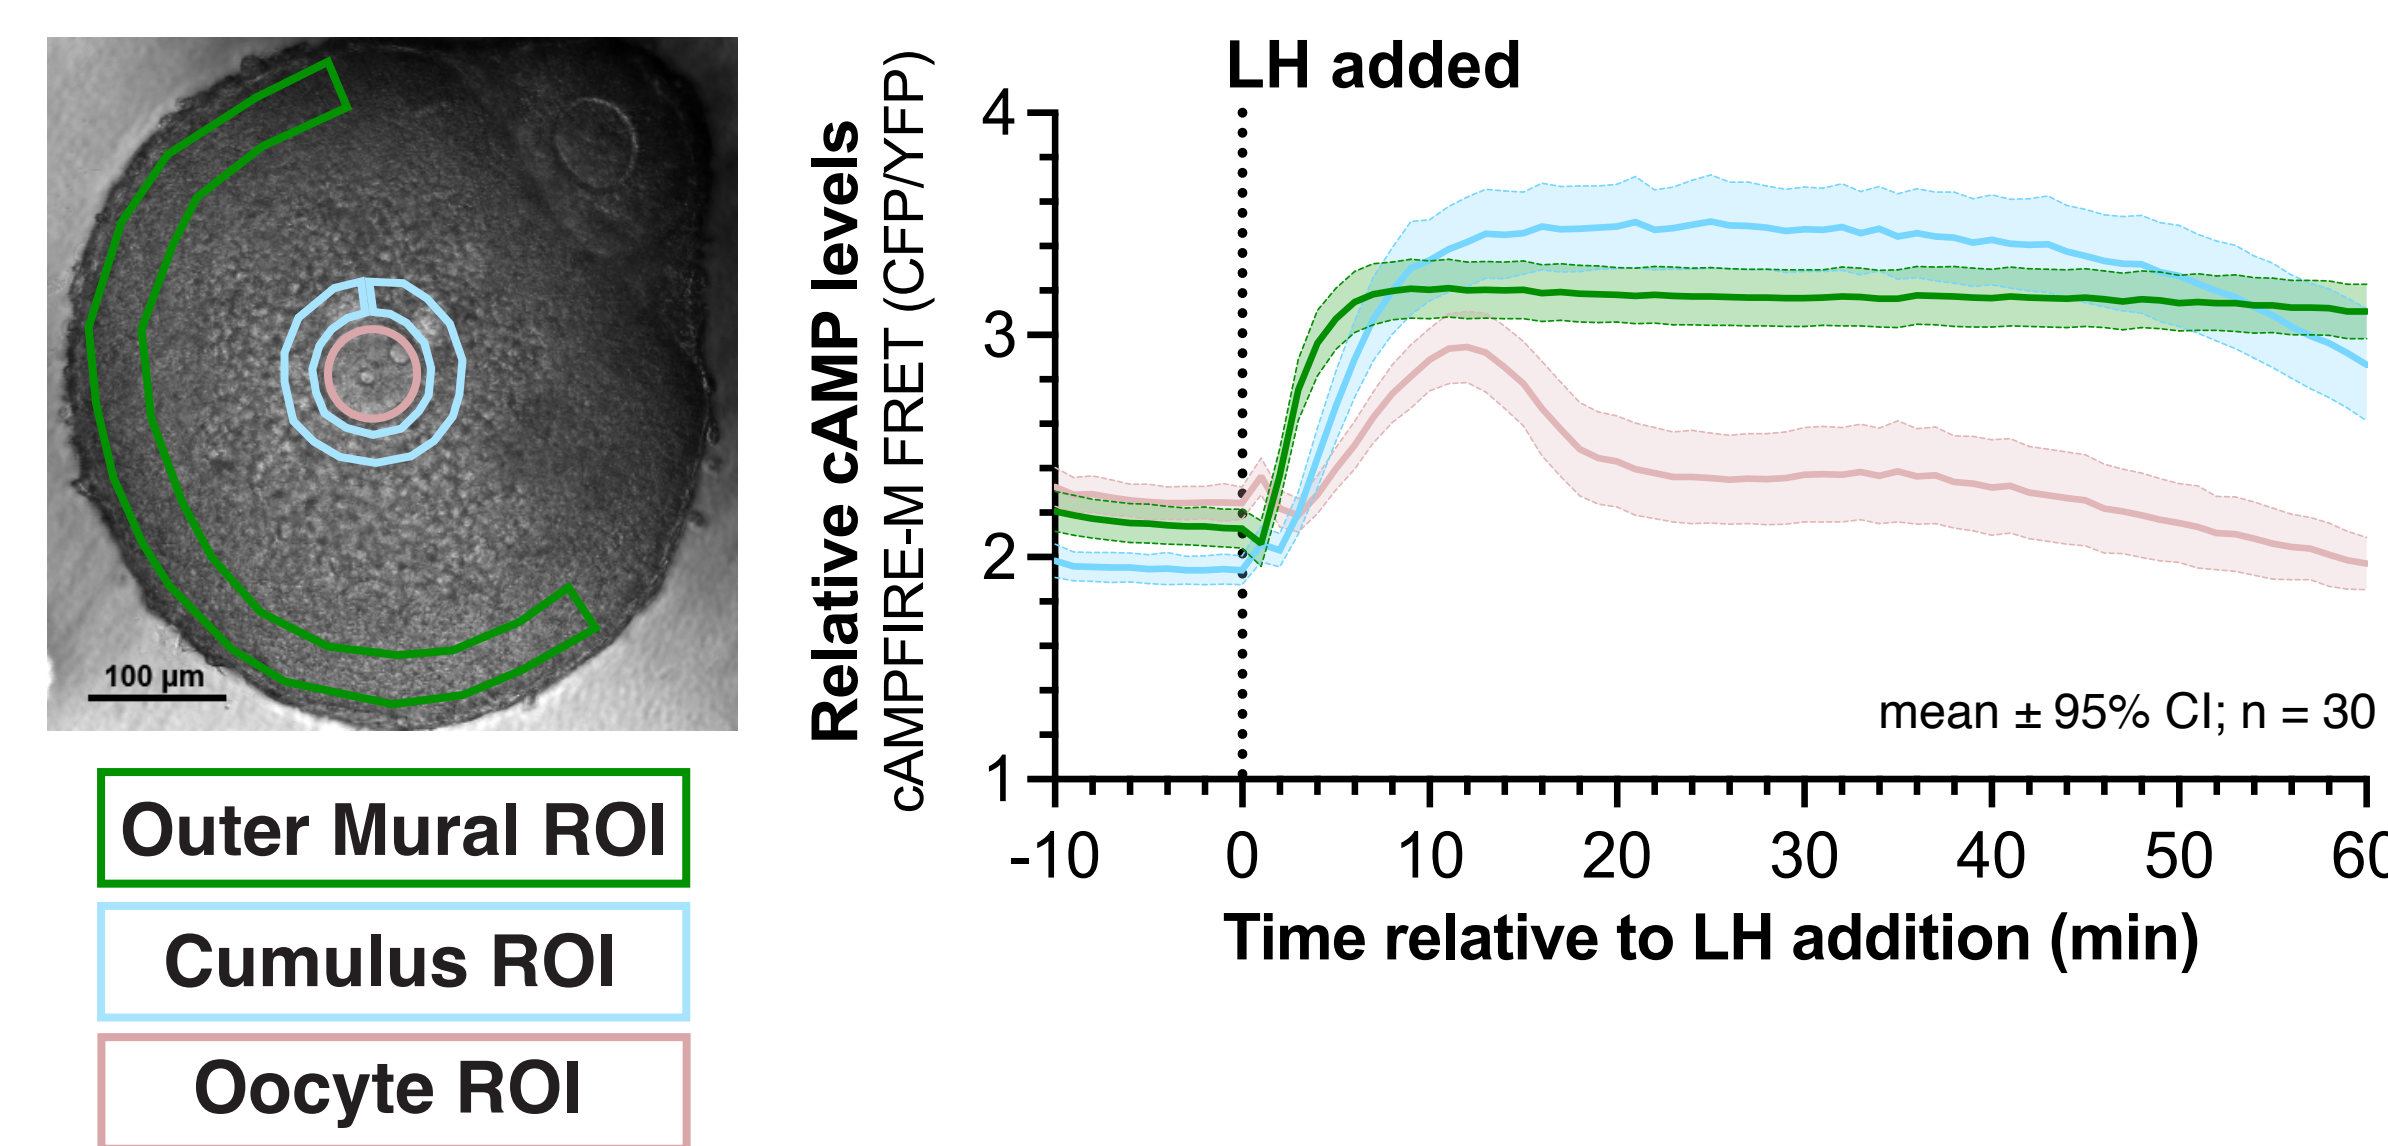 100 µm
Outer Mural ROI
Cumulus ROI
Oocyte ROI
LH added
Relative cAMP levels
cAMPFIRE-M FRET (CFP/YFP)
4
3
2
1
-10 0 10 20 30 40 50 60
mean ± 95% CI; n = 30
Time relative to LH addition (min)